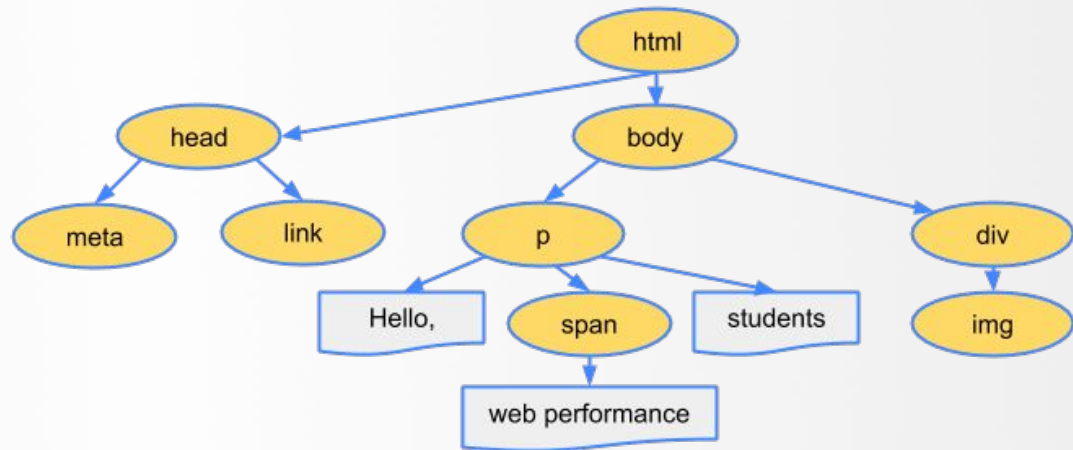 html
head
body
meta
link
p
div
Hello,
span
students
img
web performance